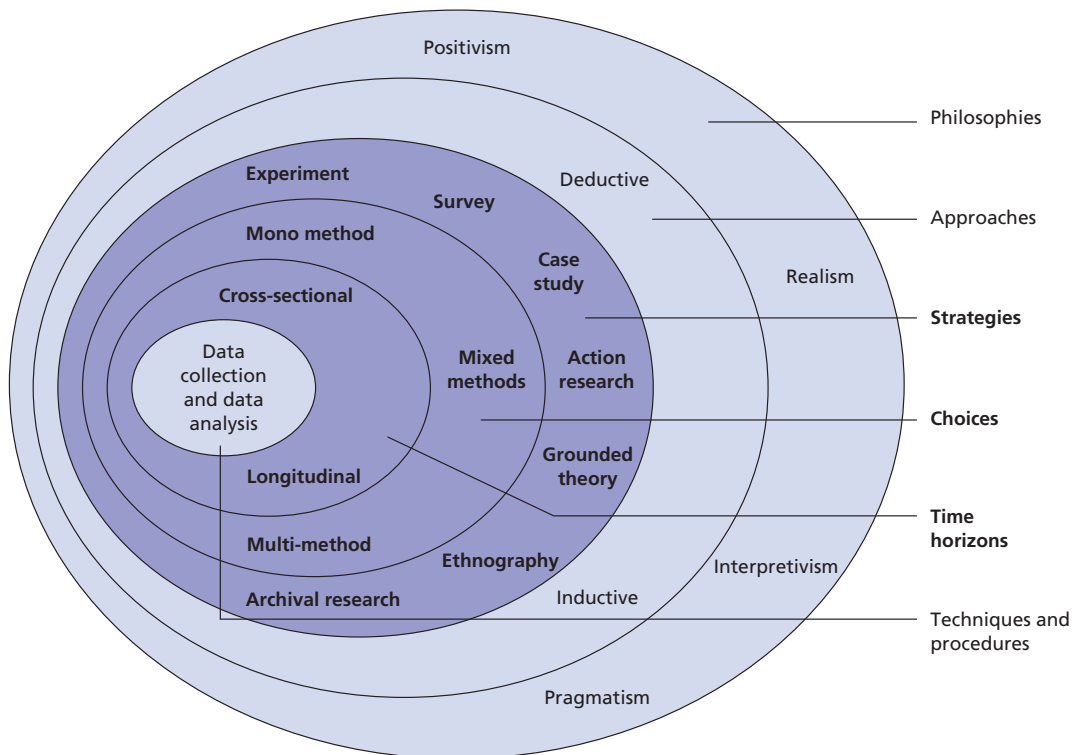 Positivism
Philosophies
Experiment
Deductive
Survey
Approaches
Mono method
Case
study
Realism
Cross-sectional
Strategies
Data
collection
and data
analysis
Mixed
methods
Action
research
Choices
Grounded
theory
Longitudinal
Time
horizons
Multi-method
Ethnography
Interpretivism
Archival research
Inductive
Techniques and
procedures
Pragmatism